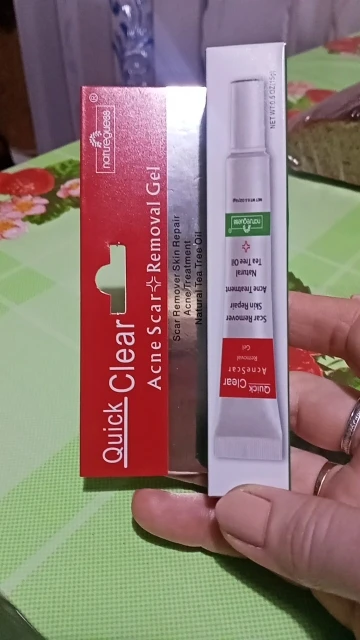 natureguess
®
Quick Clear
Acne Scar Removal Gel
Scar Remover Skin Repair
Acne Treatment
Natural Tea Tree Oil
NET WT 0.5 OZ (15g)
natureguess
Natural
Tea Tree Oil
Acne Treatment
Skin Repair
Scar Remover
Quick Clear
Acne Scar
Removal
Gel